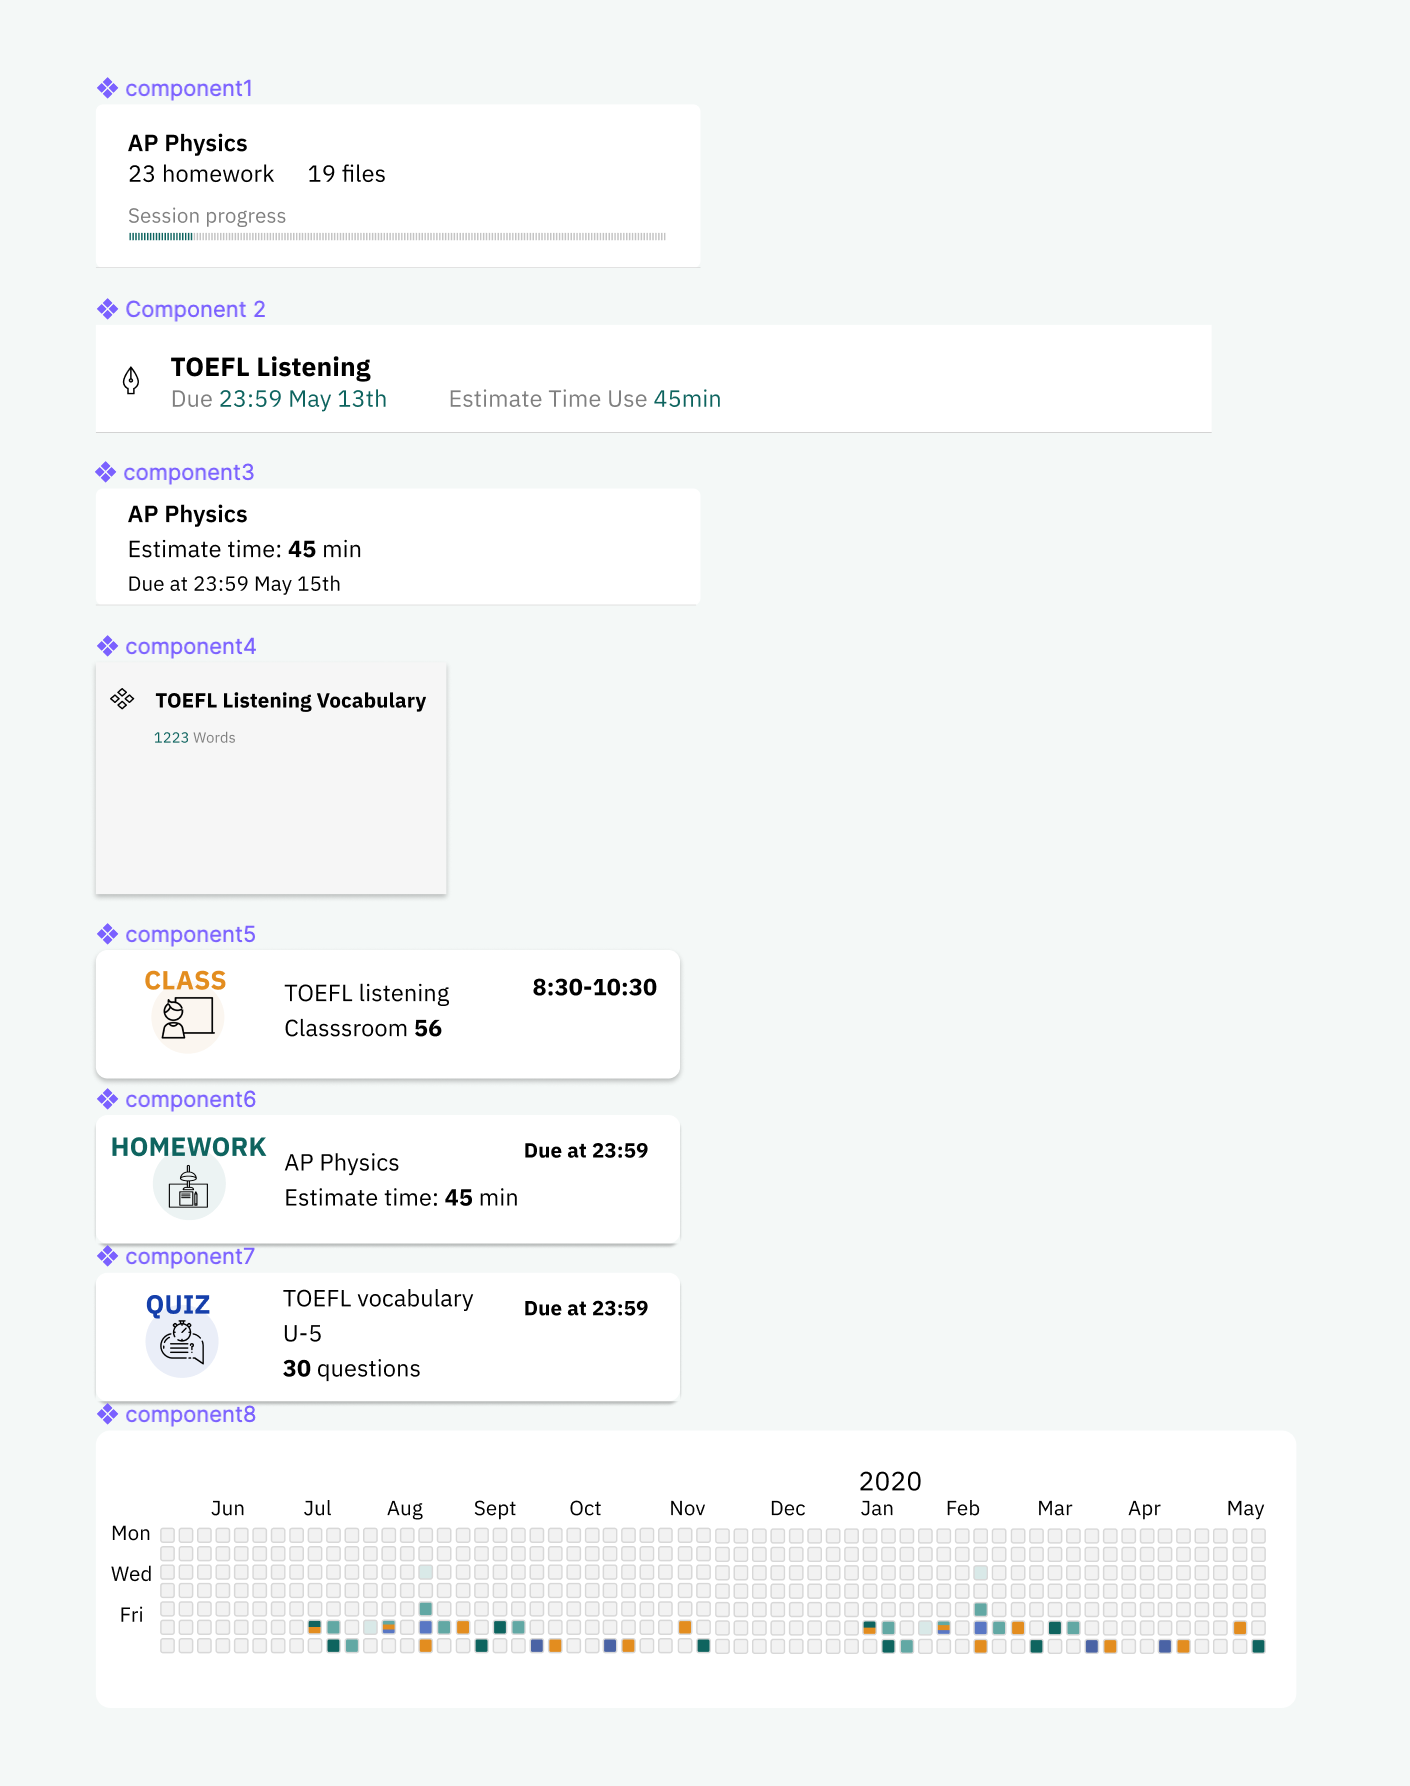 component1
AP Physics
23 homework 19 files
Session progress
Component 2
TOEFL Listening
Due 23:59 May 13th Estimate Time Use 45min
component3
AP Physics
Estimate time: 45 min
Due at 23:59 May 15th
component4
TOEFL Listening Vocabulary
1223 Words
component5
CLASS
TOEFL listening
8:30-10:30
Classsroom 56
component6
HOMEWORK
AP Physics
Due at 23:59
Estimate time: 45 min
component7
QUIZ
TOEFL vocabulary
Due at 23:59
U-5
30 questions
component8
2020
Jun Jul Aug Sept Oct Nov Dec Jan Feb Mar Apr May
Mon
Wed
Fri